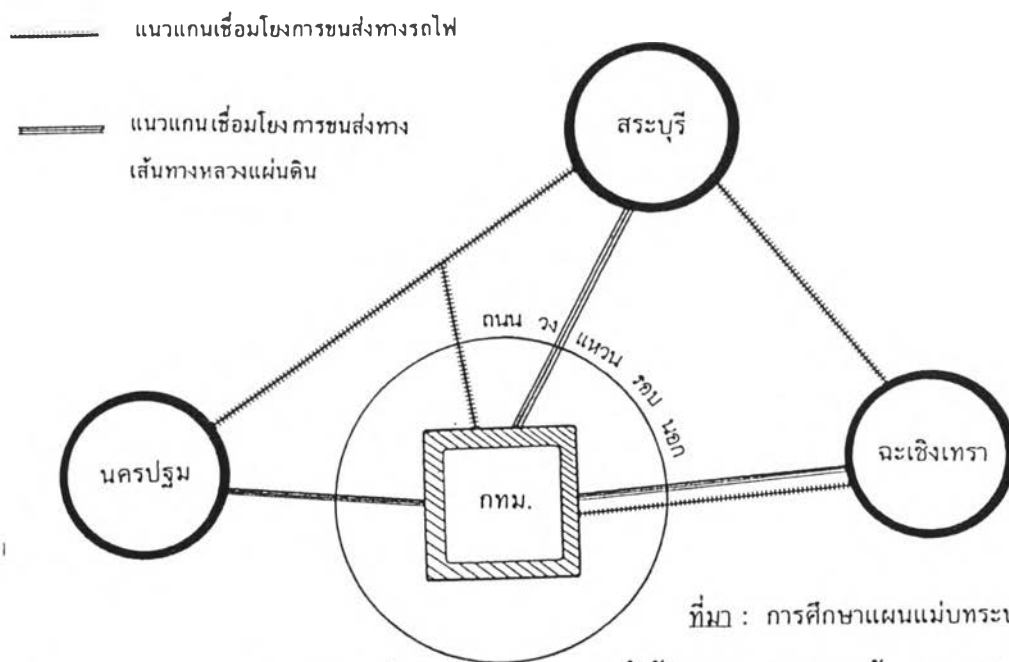 แนวแกนเชื่อมโยงการขนส่งทางรถไฟ
แนวแกนเชื่อมโยงการขนส่งทาง
เส้นทางหลวงแผ่นดิน
สระบุรี
ถนน วง แหวน รอบ นอก
นครปฐม
กทม.
ฉะเชิงเทรา
ที่มา : การศึกษาแผนแม่บทระบ